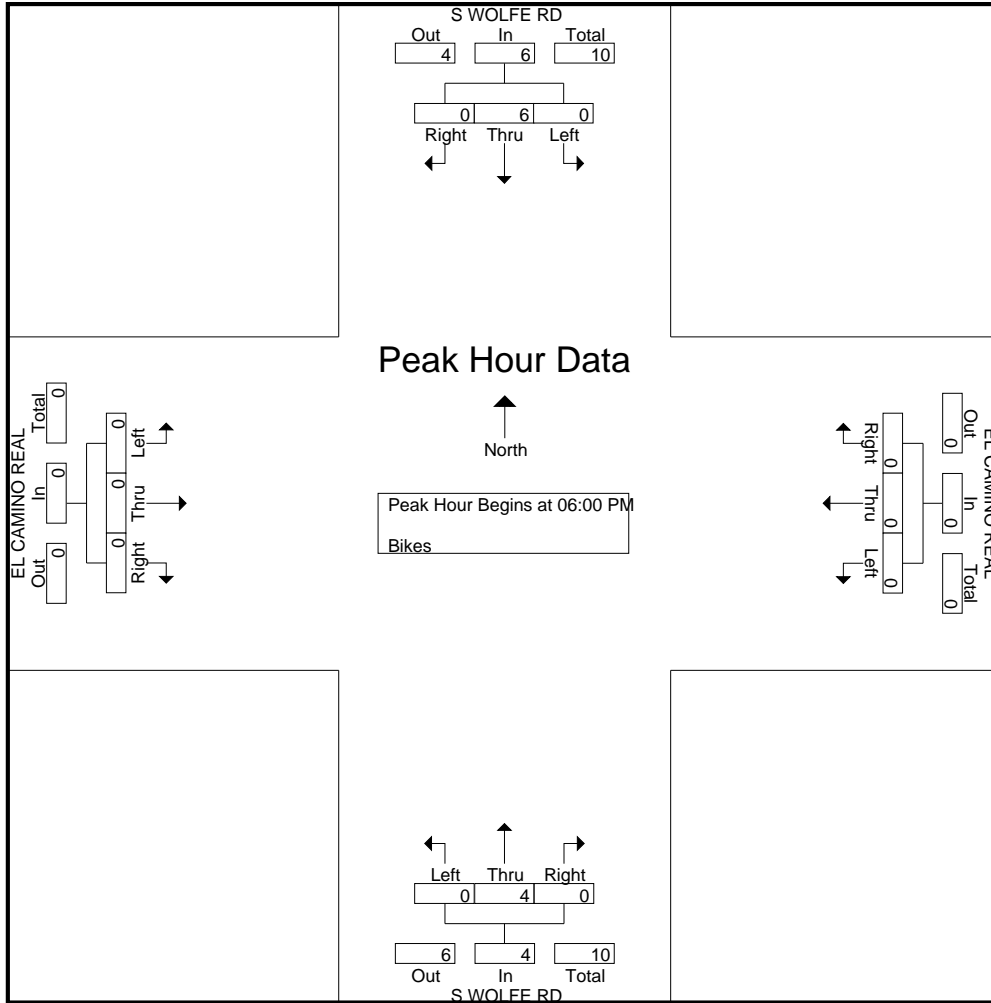 S WOLFE RD
Out In Total
4 6 10
0 6 0
Right Thru Left
Peak Hour Data
North
Peak Hour Begins at 06:00 PM
Bikes
EL CAMINO REAL
Total In Out
0 0 0
0 0 0
Left Thru Right
EL CAMINO REAL
Out In Total
0 0 0
0 0 0
Right Thru Left
Left Thru Right
0 4 0
6 4 10
Out In Total
S WOLFE RD